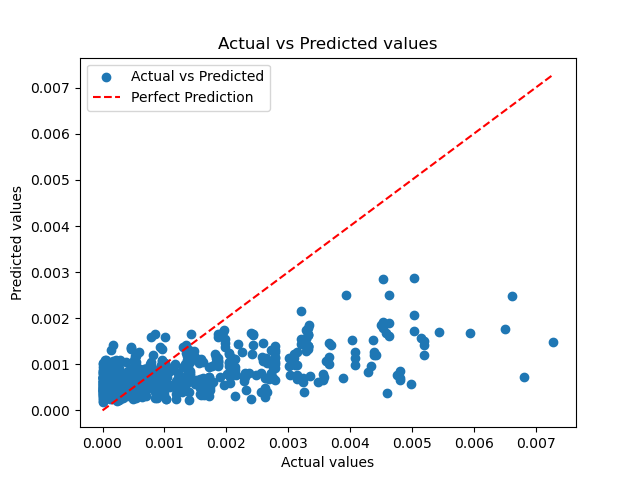 Actual vs Predicted values
Actual vs Predicted
Perfect Prediction
0.007
0.006
0.005
0.004
0.003
0.002
0.001
0.000
Predicted values
0.000 0.001 0.002 0.003 0.004 0.005 0.006 0.007
Actual values